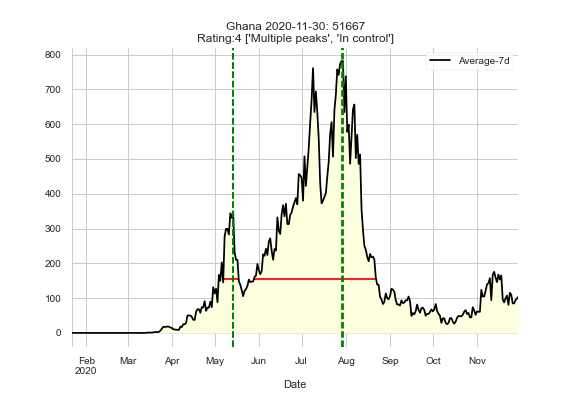 Ghana 2020-11-30: 51667
Rating:4 ['Multiple peaks', 'In control']
Average-7d
800
700
600
500
400
300
200
100
0
Feb Mar Apr May Jun Jul Aug Sep Oct Nov
2020
Date